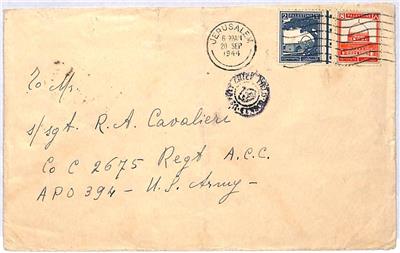 JERUSALEM
20 SEP
1944
To Mr.
s/sgt. R. A. Cavalieri
Co C 2675 Regt A.C.C.
APO 394 — U.S. Army —